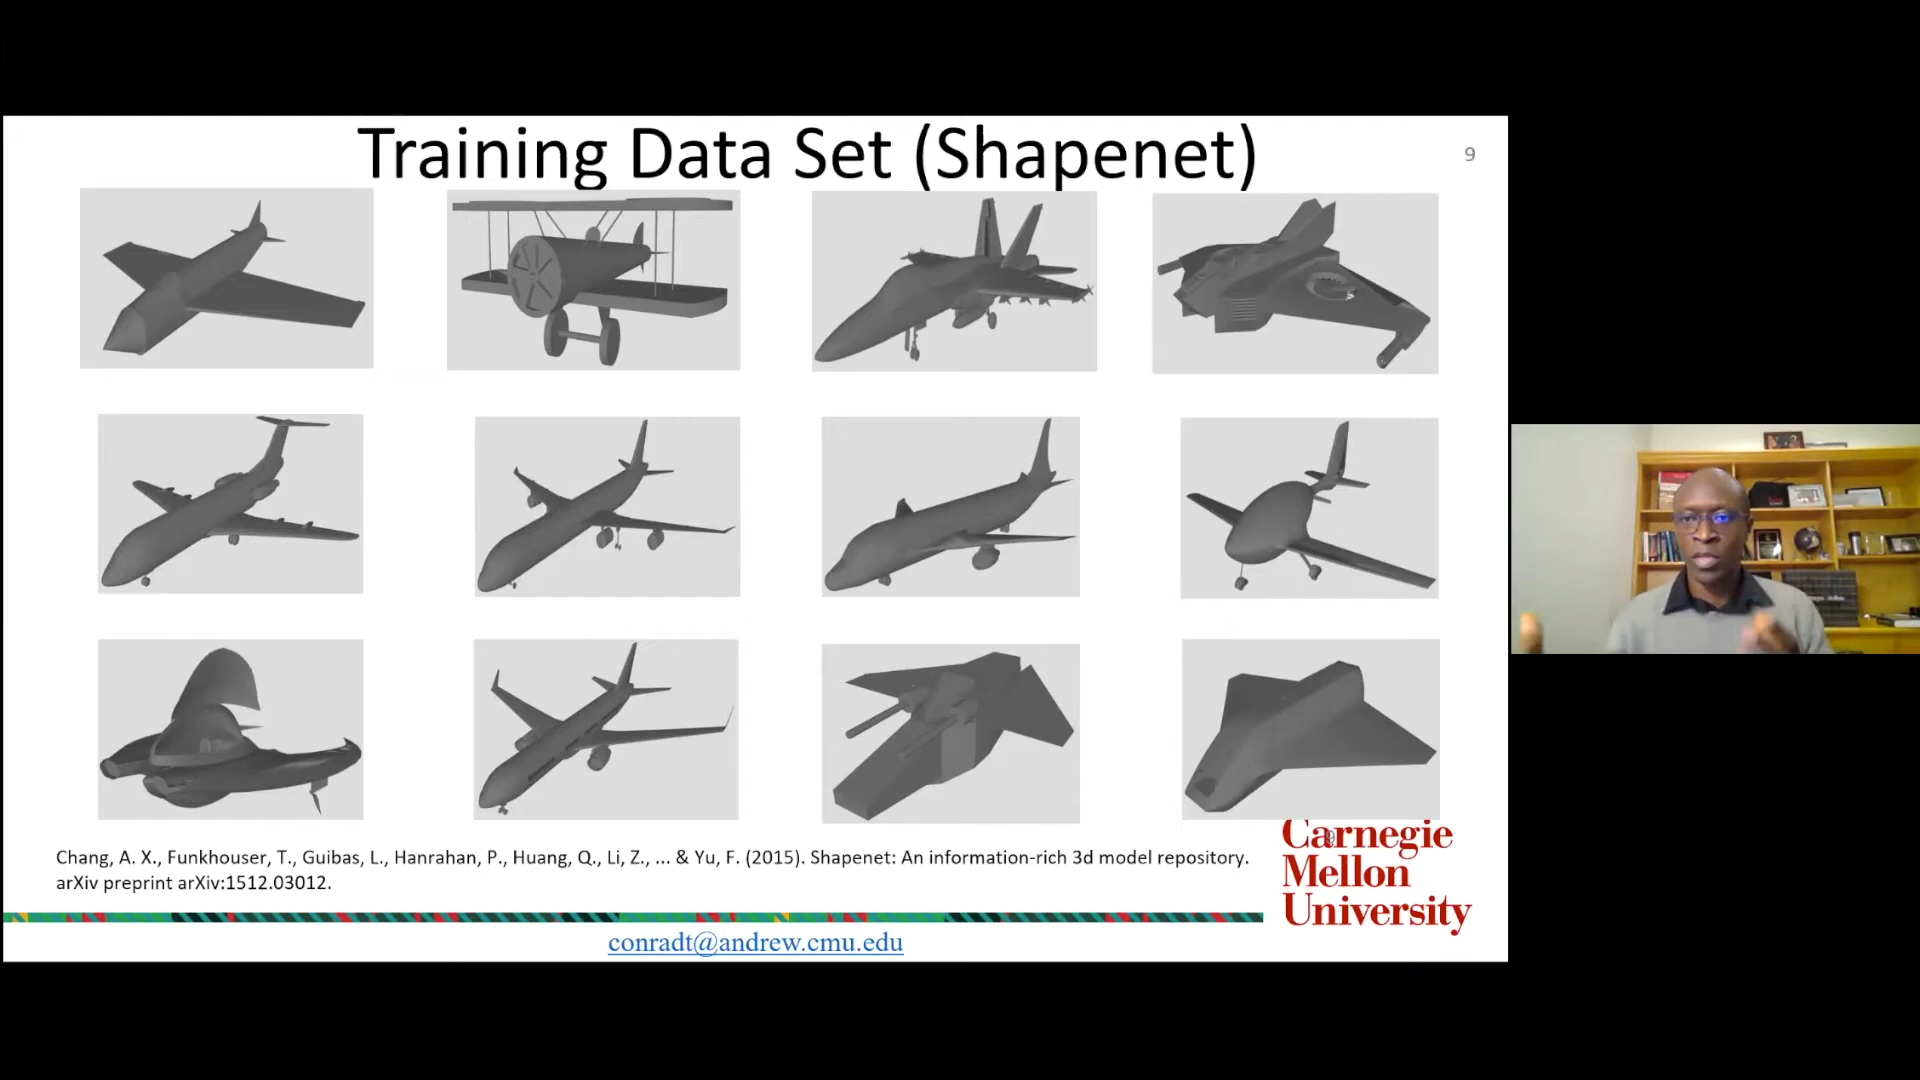 Training Data Set (Shapenet)
9
Chang, A. X., Funkhouser, T., Guibas, L., Hanrahan, P., Huang, Q., Li, Z., ... & Yu, F. (2015). Shapenet: An information-rich 3d model repository.
arXiv preprint arXiv:1512.03012.
9
Carnegie
Mellon
University
conradt@andrew.cmu.edu